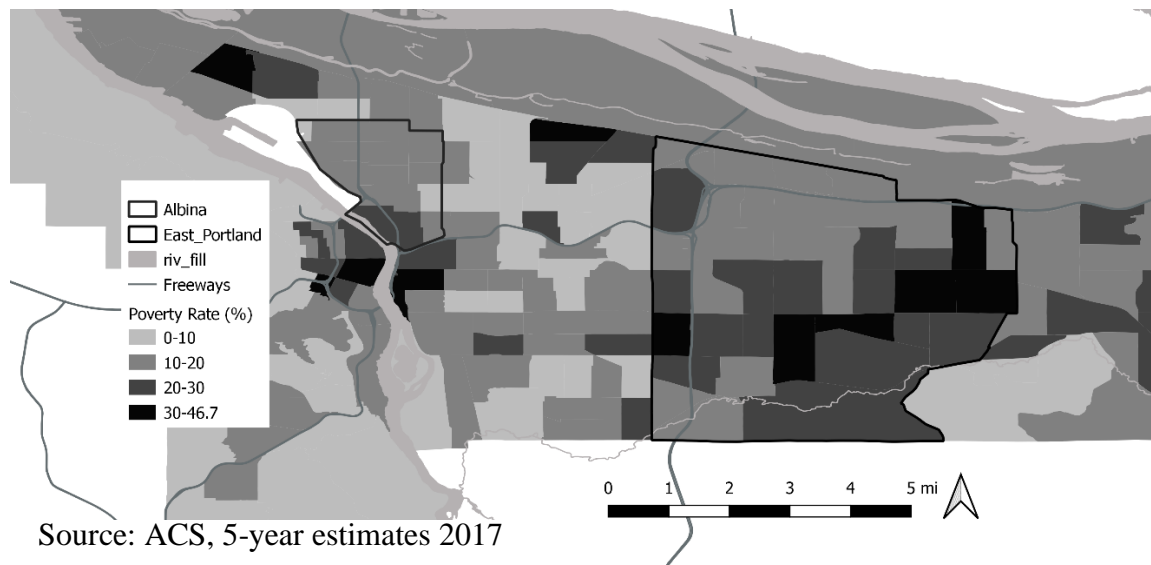 Albina
East_Portland
riv_fill
Freeways
Poverty Rate (%)
0-10
10-20
20-30
30-46.7
0 1 2 3 4 5 mi
Source: ACS, 5-year estimates 2017